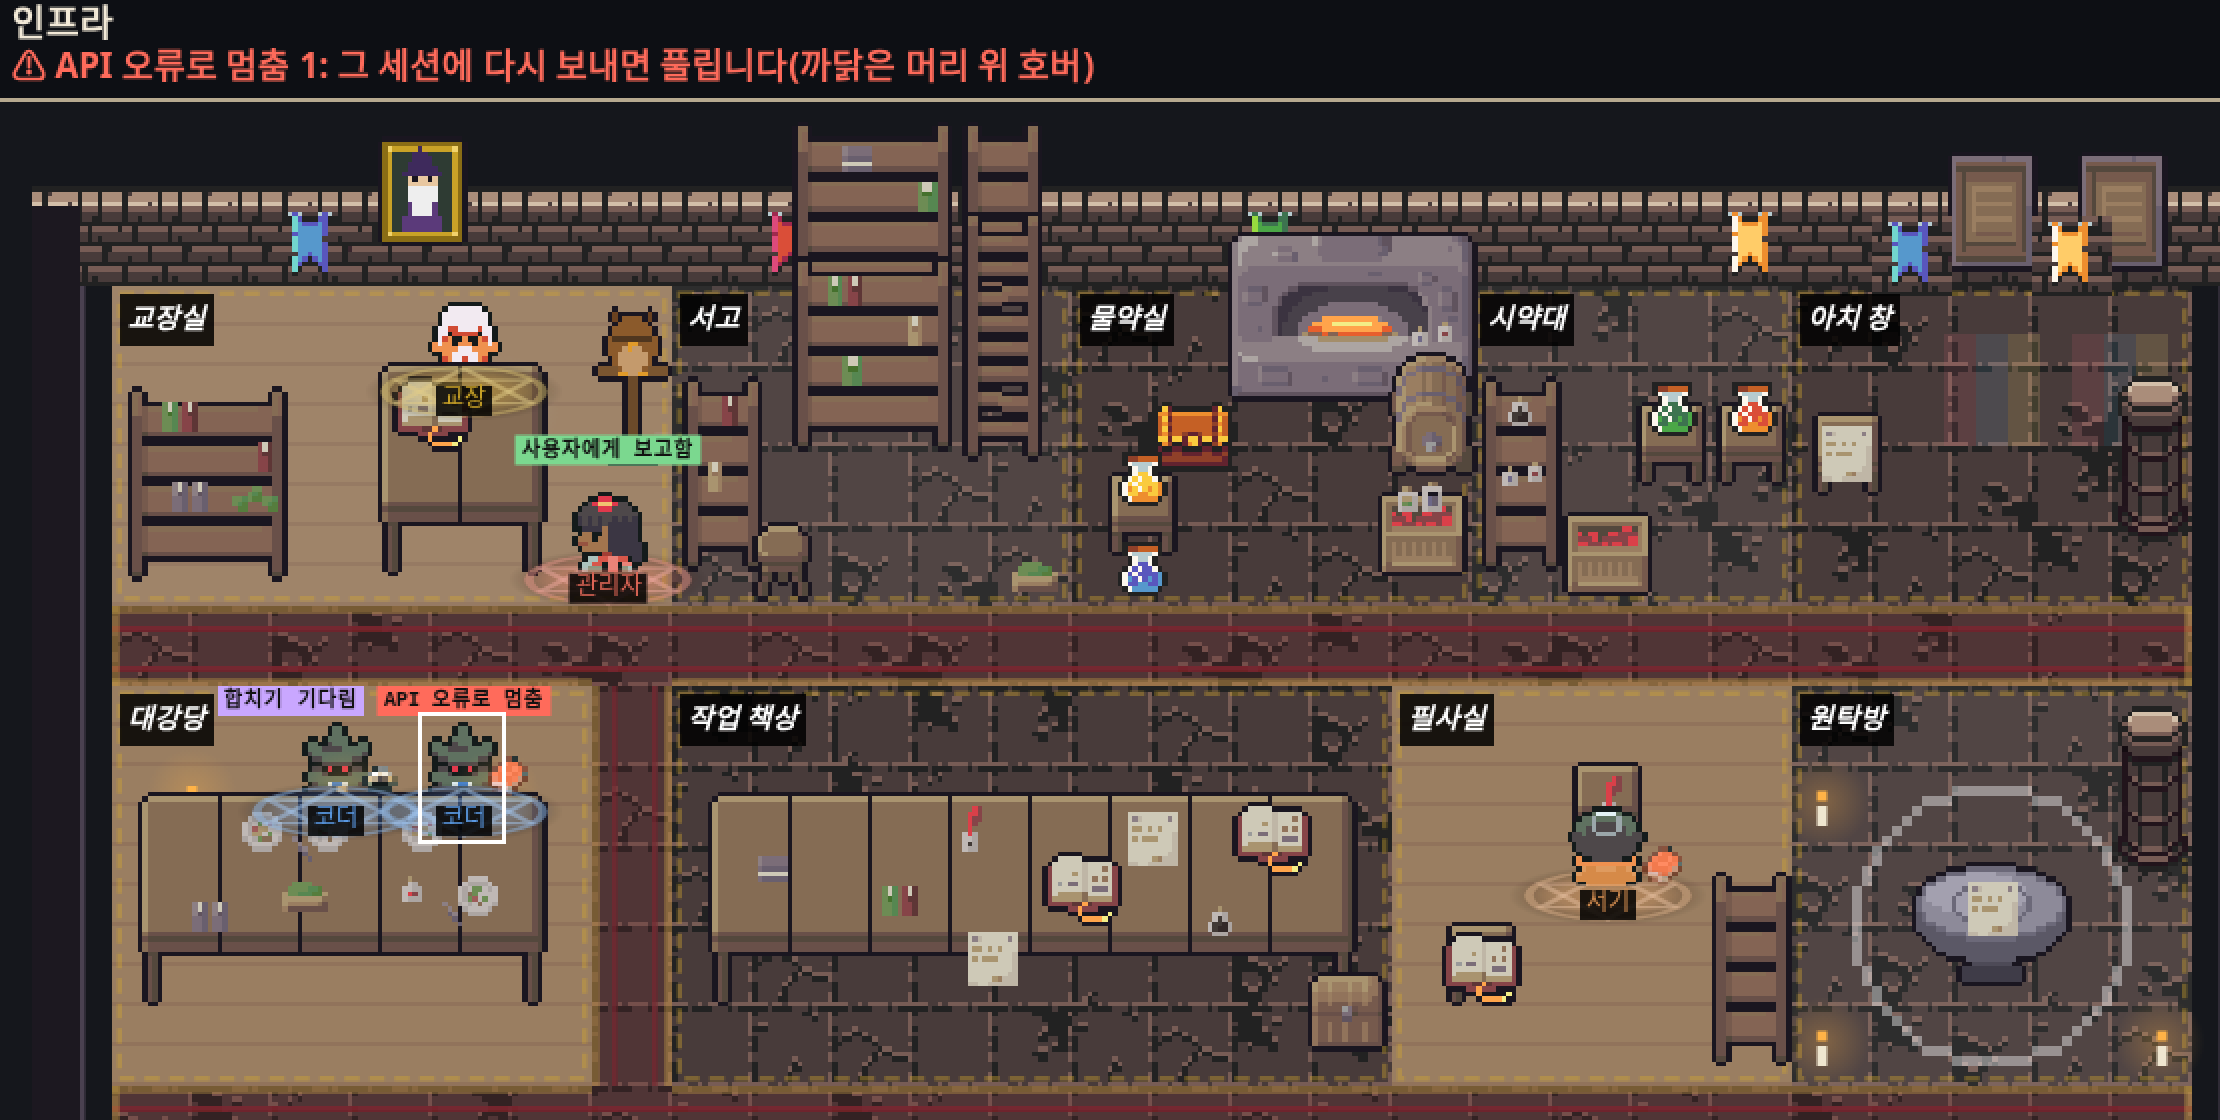 인프라
⚠ API 오류로 멈춤 1: 그 세션에 다시 보내면 풀립니다(까닭은 머리 위 호버)
교장실
서고
물약실
시약대
아치 창
교장
사용자에게 보고함
관리자
대강당
합치기 기다림
API 오류로 멈춤
작업 책상
필사실
원탁방
코더
코더
서기